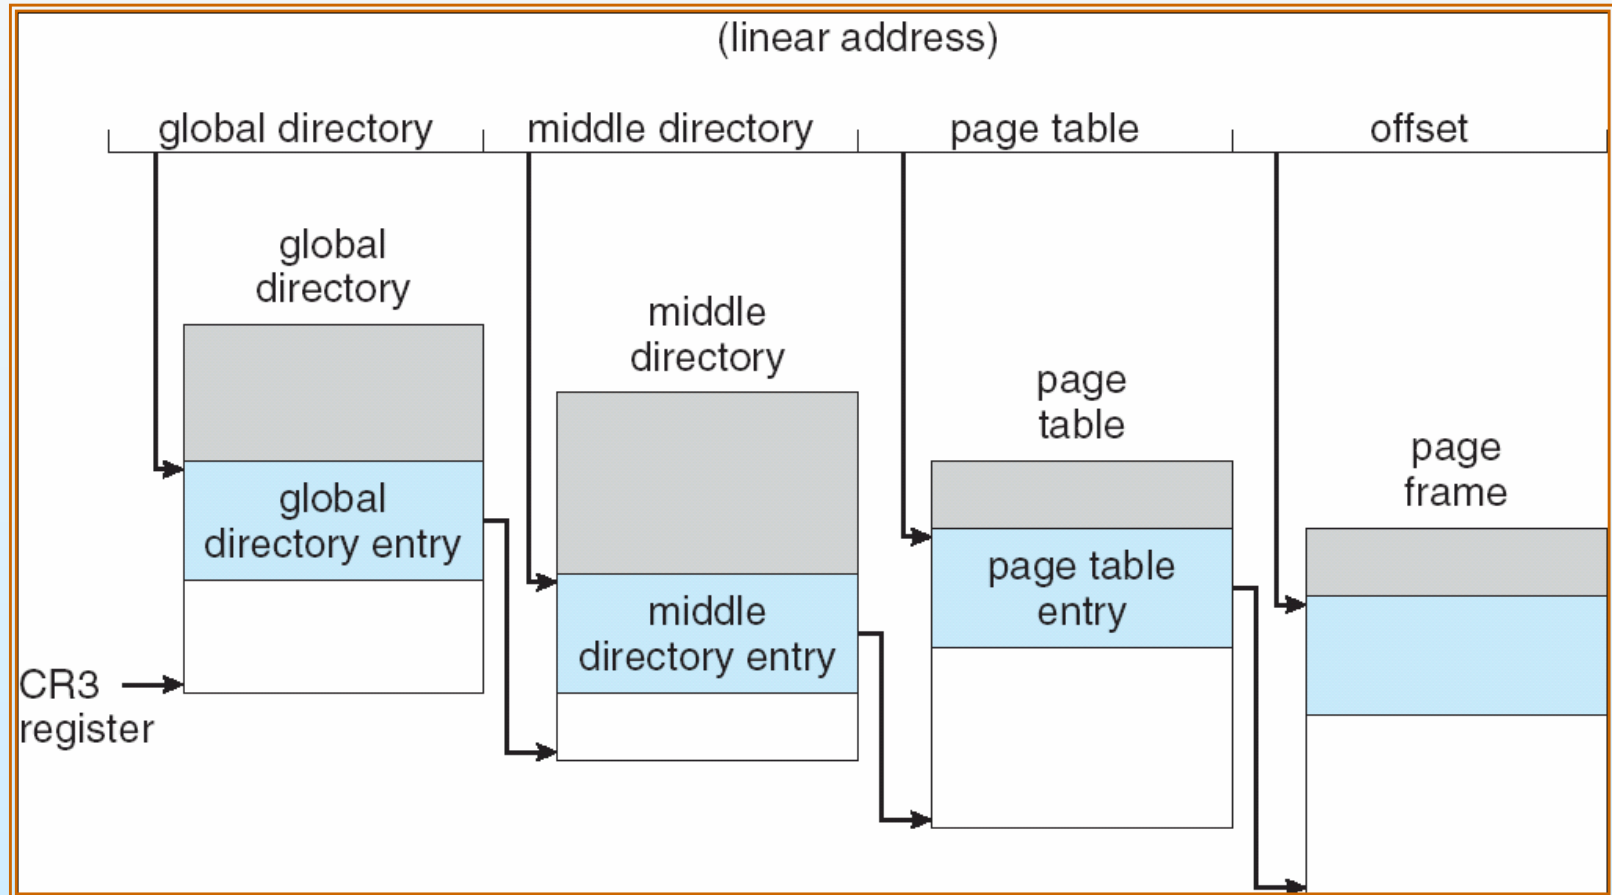 (linear address)
global directory
middle directory
page table
offset
global
directory
middle
directory
page
table
page
frame
global
directory entry
page table
entry
middle
directory entry
CR3
register